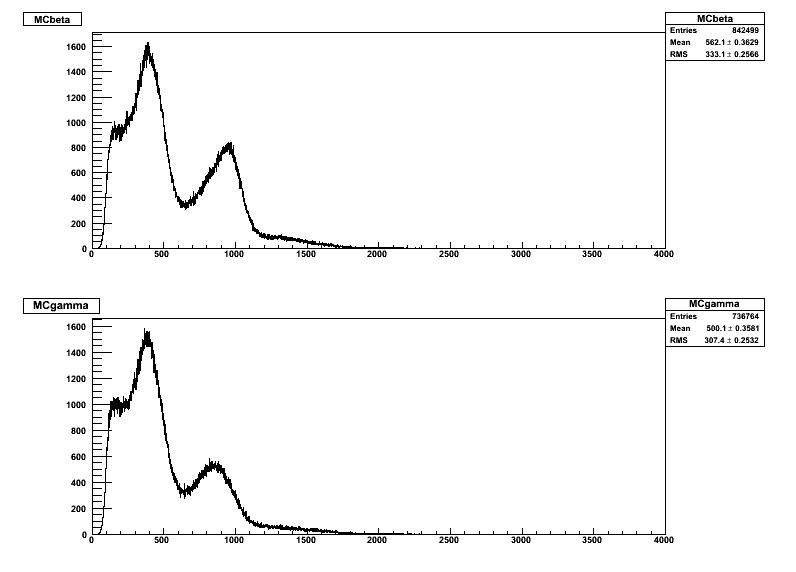 MCbeta
MCbeta
Entries 842499
Mean 562.1 ± 0.3629
RMS 333.1 ± 0.2566
1600
1400
1200
1000
800
600
400
200
0
0 500 1000 1500 2000 2500 3000 3500 4000
MCgamma
MCgamma
Entries 736764
Mean 500.1 ± 0.3581
RMS 307.4 ± 0.2532
1600
1400
1200
1000
800
600
400
200
0
0 500 1000 1500 2000 2500 3000 3500 4000